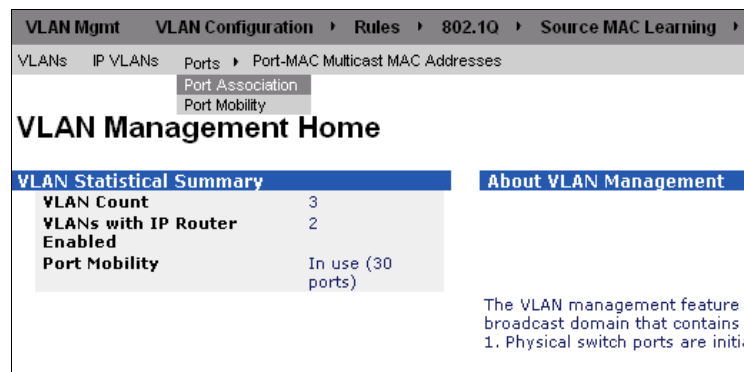 VLAN Mgmt VLAN Configuration Rules 802.1Q Source MAC Learning
VLANs IP VLANs Ports Port-MAC Multicast MAC Addresses
Port Association
Port Mobility
VLAN Management Home
VLAN Statistical Summary
VLAN Count 3
VLANs with IP Router 2
Enabled
Port Mobility In use (30
ports)
About VLAN Management
The VLAN management feature
broadcast domain that contains
1. Physical switch ports are initi